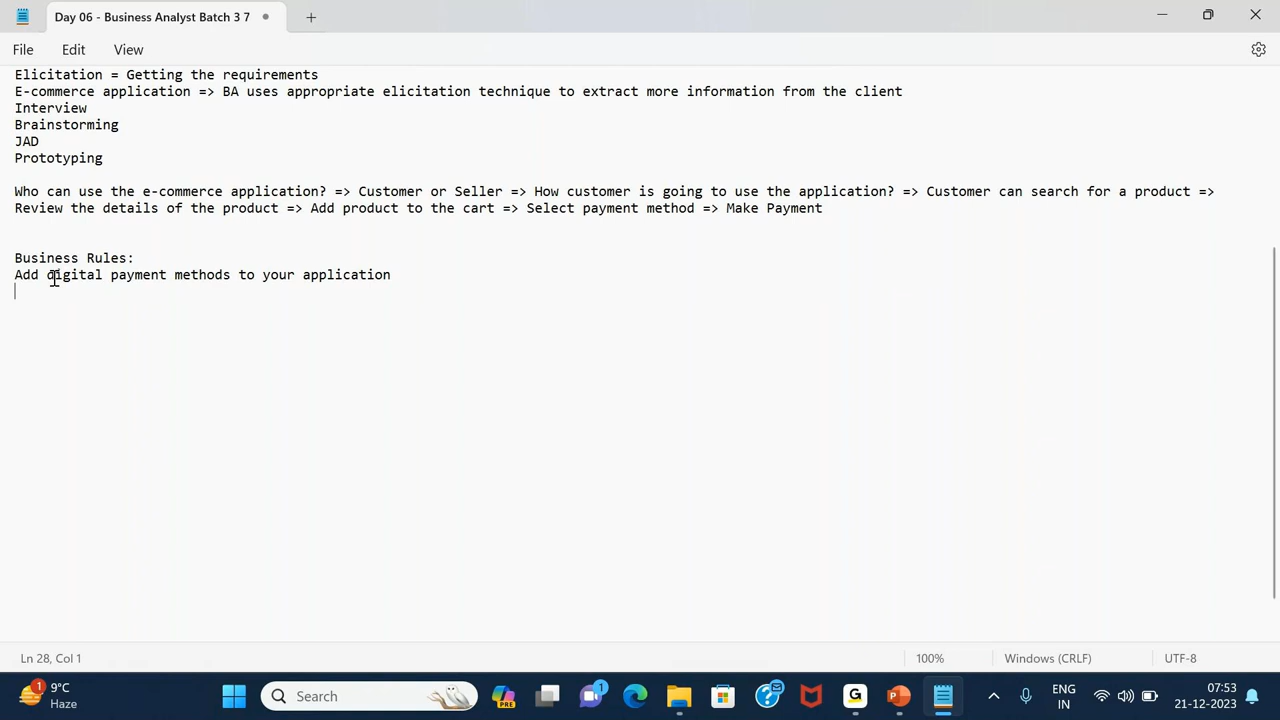 Day 06 - Business Analyst Batch 3 7
File Edit View
Elicitation = Getting the requirements
E-commerce application => BA uses appropriate elicitation technique to extract more information from the client
Interview
Brainstorming
JAD
Prototyping
Who can use the e-commerce application? => Customer or Seller => How customer is going to use the application? => Customer can search for a product =>
Review the details of the product => Add product to the cart => Select payment method => Make Payment
Business Rules:
Add digital payment methods to your application
Ln 28, Col 1 100% Windows (CRLF) UTF-8
1 9°C
Haze
Search
PRE
1
G
ENG
IN
07:53
21-12-2023